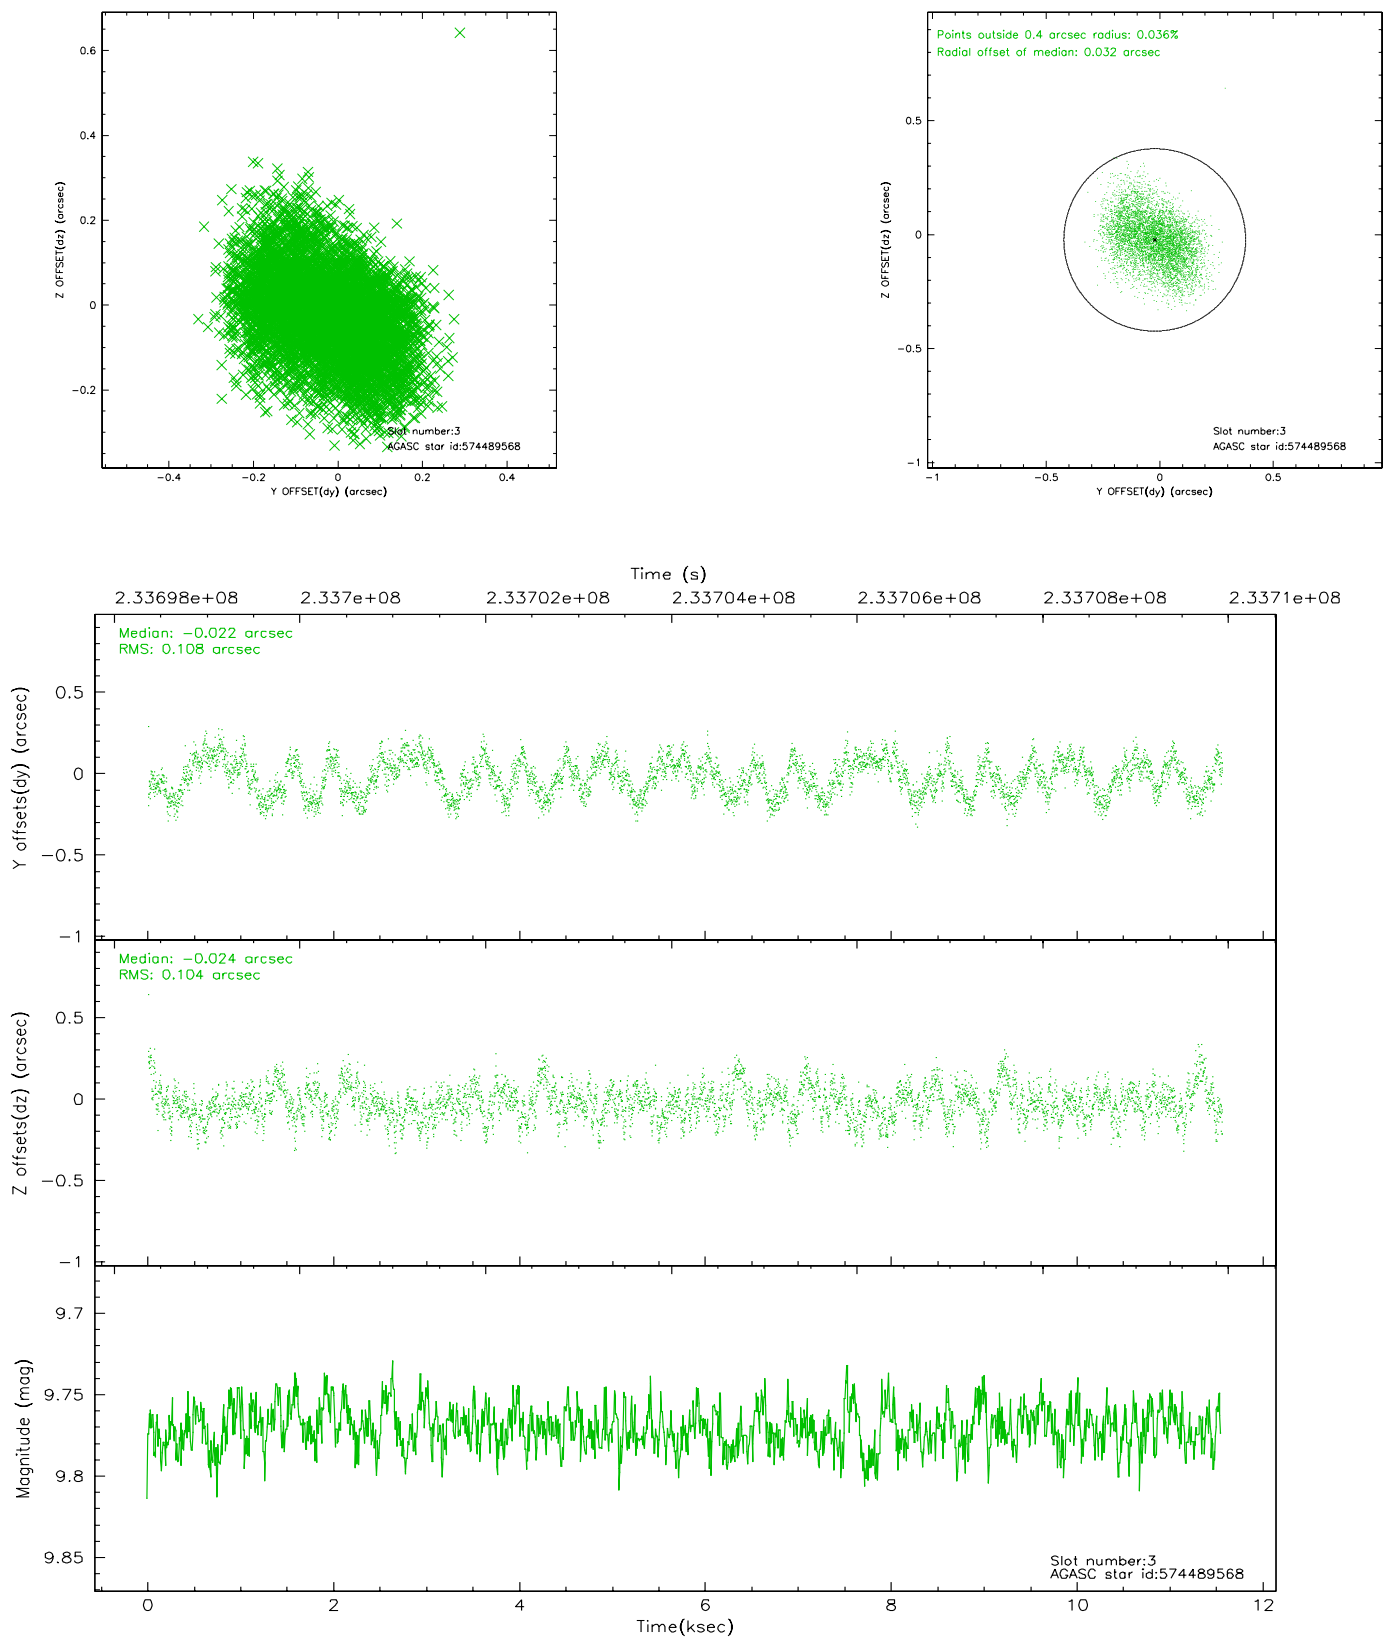 0.6
0.4
0.2
0
−0.2
Z OFFSET(dz) (arcsec)
−0.4 −0.2 0 0.2 0.4
Y OFFSET(dy) (arcsec)
Slot number:3
AGASC star id:574489568
Points outside 0.4 arcsec radius: 0.036%
Radial offset of median: 0.032 arcsec
0.5
0
−0.5
−1
Z OFFSET(dz) (arcsec)
−1 −0.5 0 0.5
Y OFFSET(dy) (arcsec)
Slot number:3
AGASC star id:574489568
Time (s)
2.33698e+08 2.337e+08 2.33702e+08 2.33704e+08 2.33706e+08 2.33708e+08 2.3371e+08
Median: −0.022 arcsec
RMS: 0.108 arcsec
0.5
0
−0.5
−1
Y offsets(dy) (arcsec)
Median: −0.024 arcsec
RMS: 0.104 arcsec
0.5
0
−0.5
−1
Z offsets(dz) (arcsec)
9.7
9.75
9.8
9.85
Magnitude (mag)
Slot number:3
AGASC star id:574489568
0 2 4 6 8 10 12
Time(ksec)